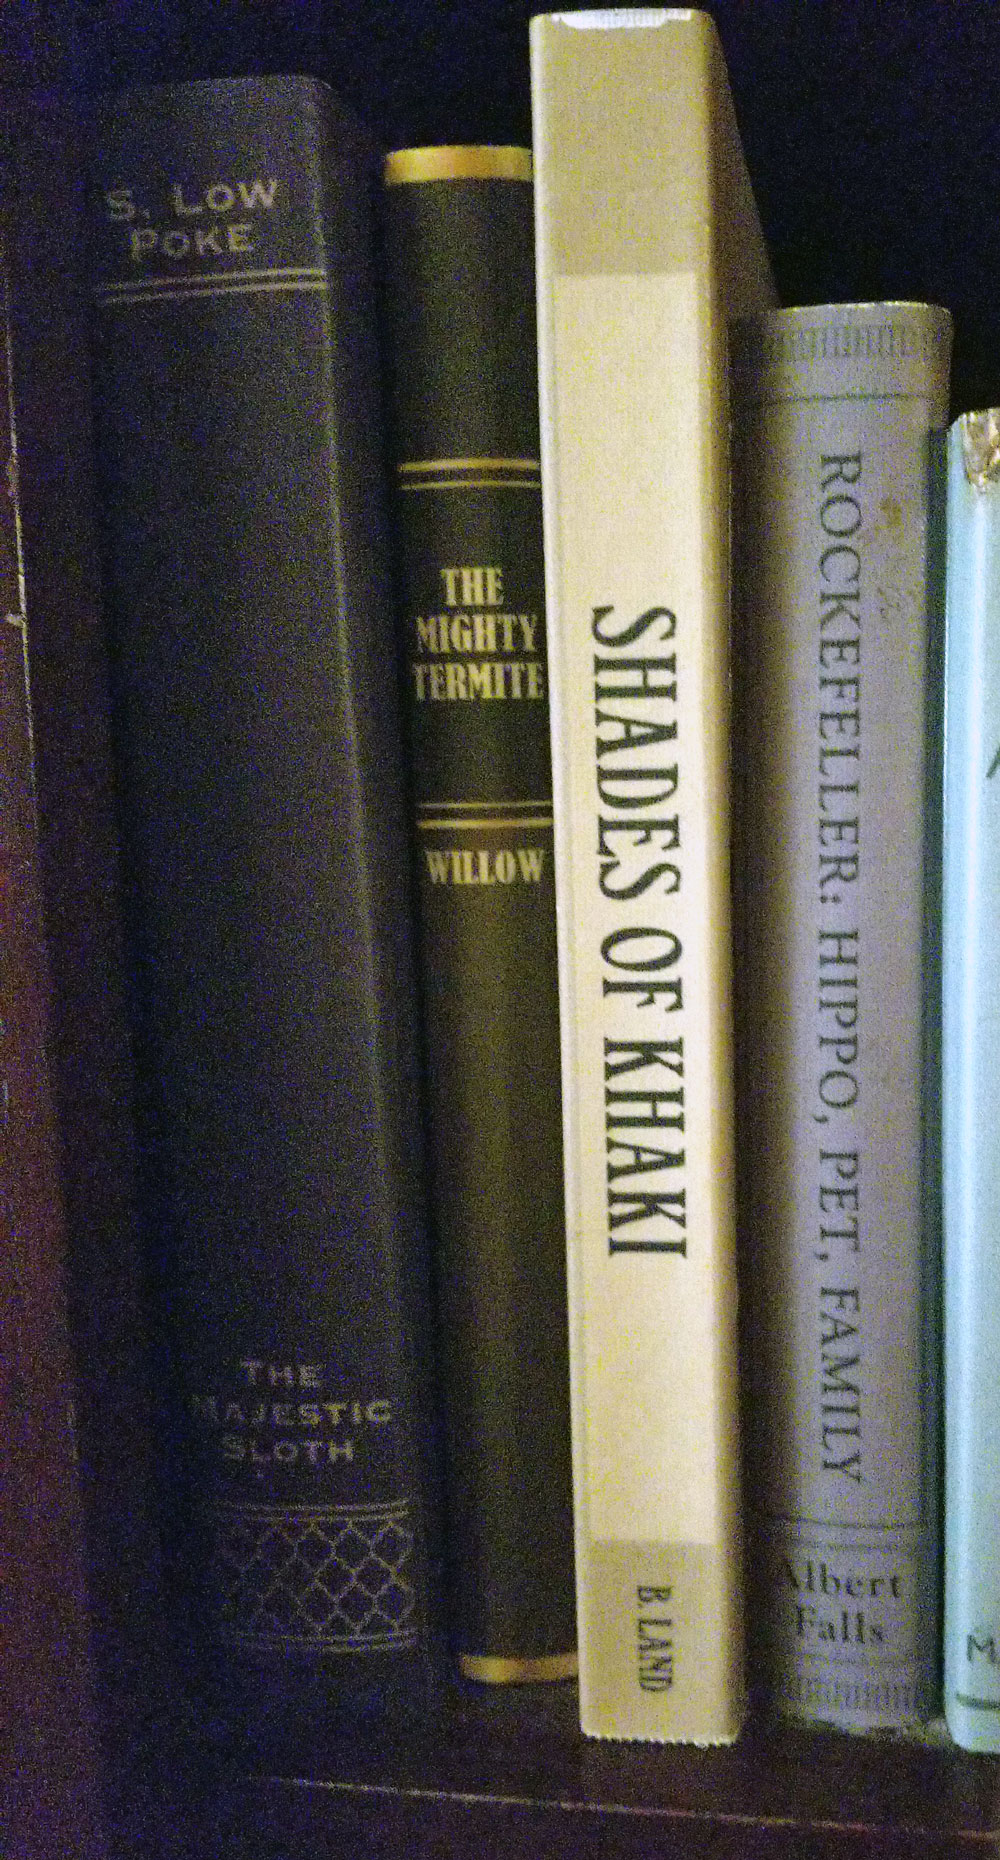 S. LOW
POKE
THE
MAJESTIC
SLOTH
THE
MIGHTY
TERMITE
WILLOW
SHADES OF KHAKI
B. LAND
ROCKEFELLER: HIPPO, PET, FAMILY
Albert
Falls